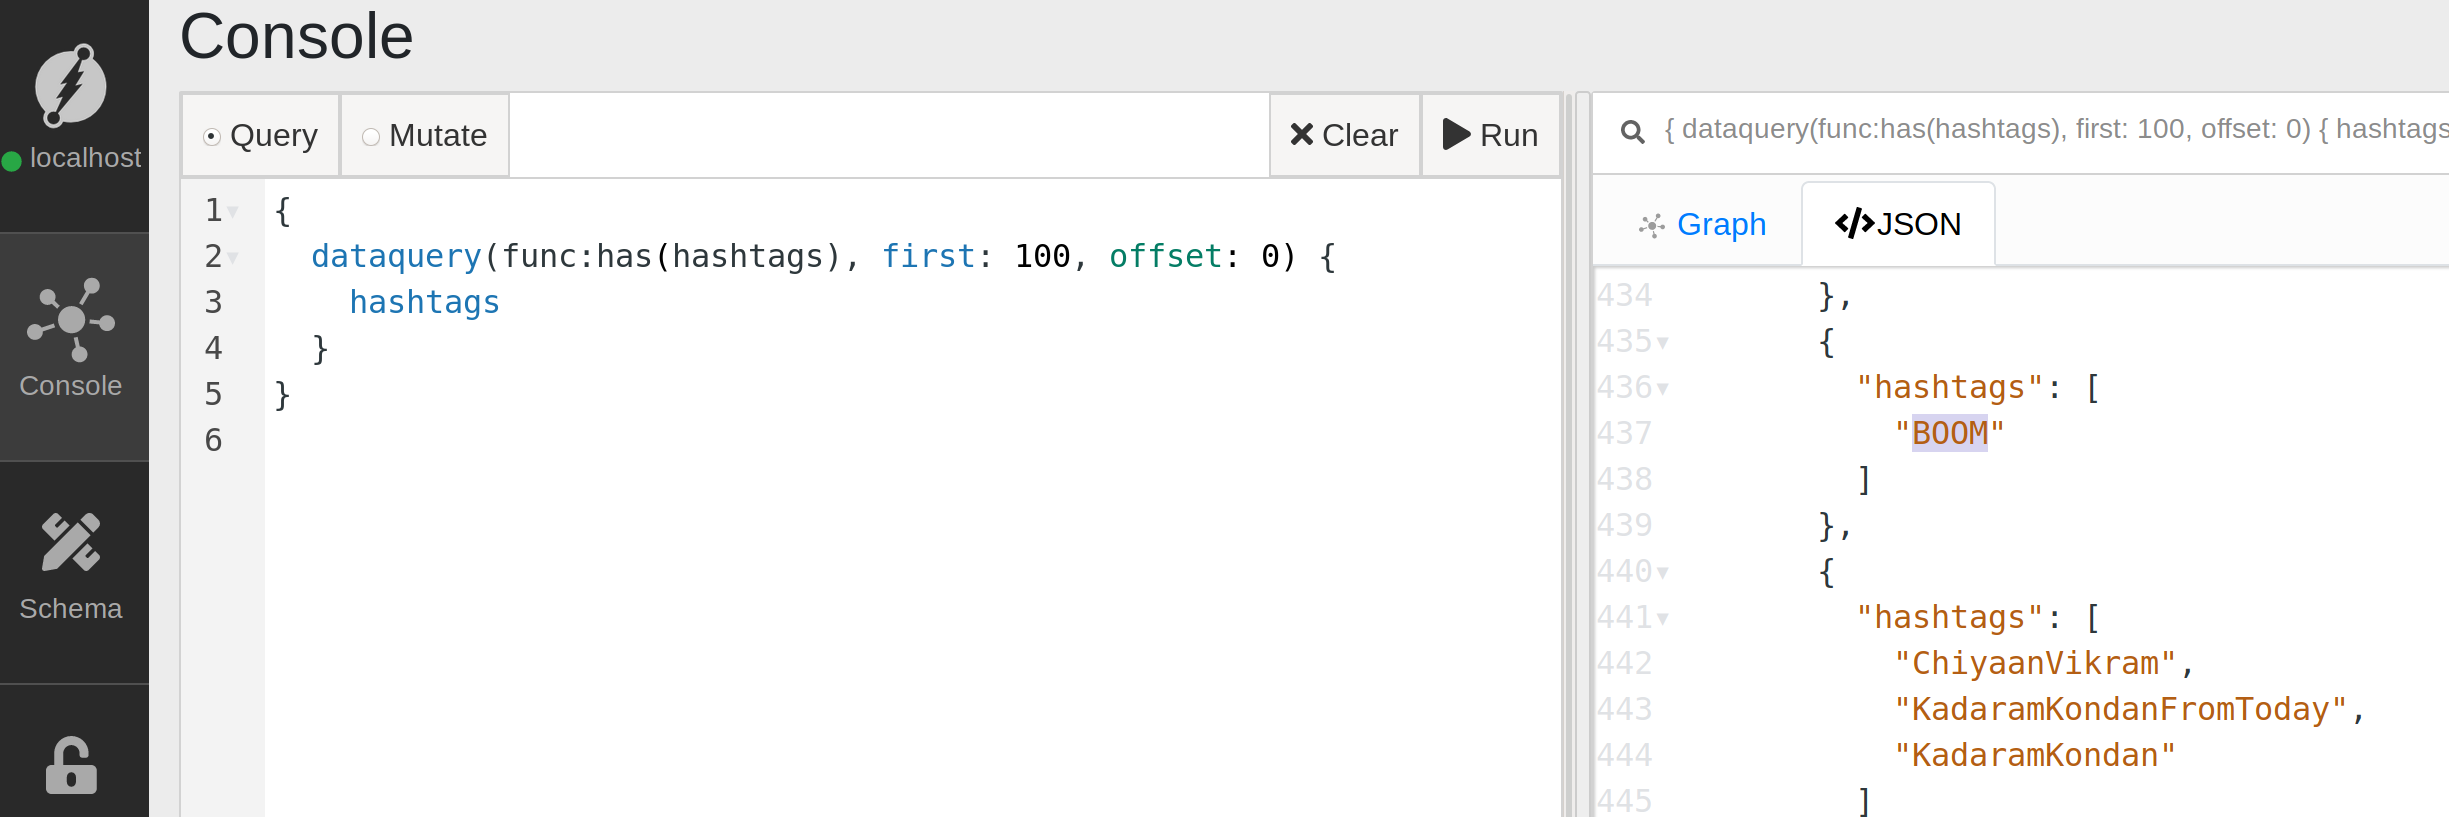 Console
localhost
Console
Schema
Query Mutate Clear Run
1 {
2 dataquery(func:has(hashtags), first: 100, offset: 0) {
3 hashtags
4 }
5 }
6
{ dataquery(func:has(hashtags), first: 100, offset: 0) { hashtags
Graph JSON
434 },
435 {
436 "hashtags": [
437 "BOOM"
438 ]
439 },
440 {
441 "hashtags": [
442 "ChiyaanVikram",
443 "KadaramKondanFromToday",
444 "KadaramKondan"
445 ]